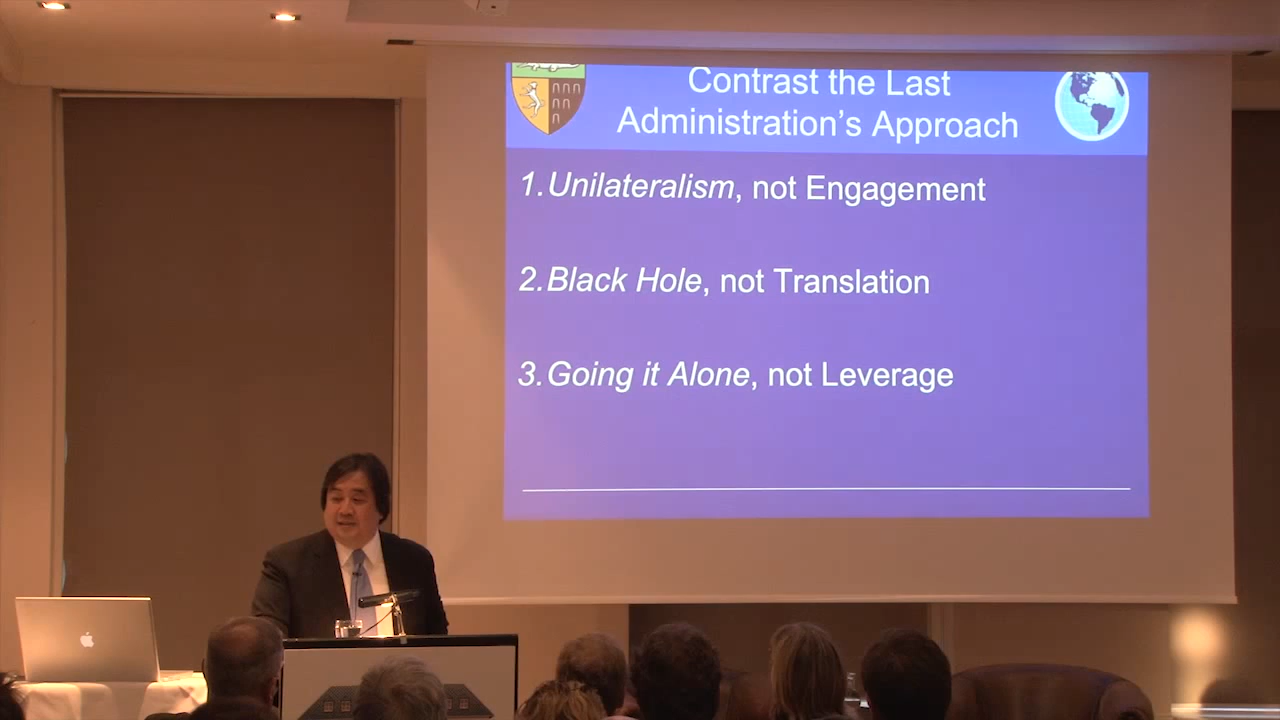 Contrast the Last
Administration's Approach
1. Unilateralism, not Engagement
2. Black Hole, not Translation
3. Going it Alone, not Leverage